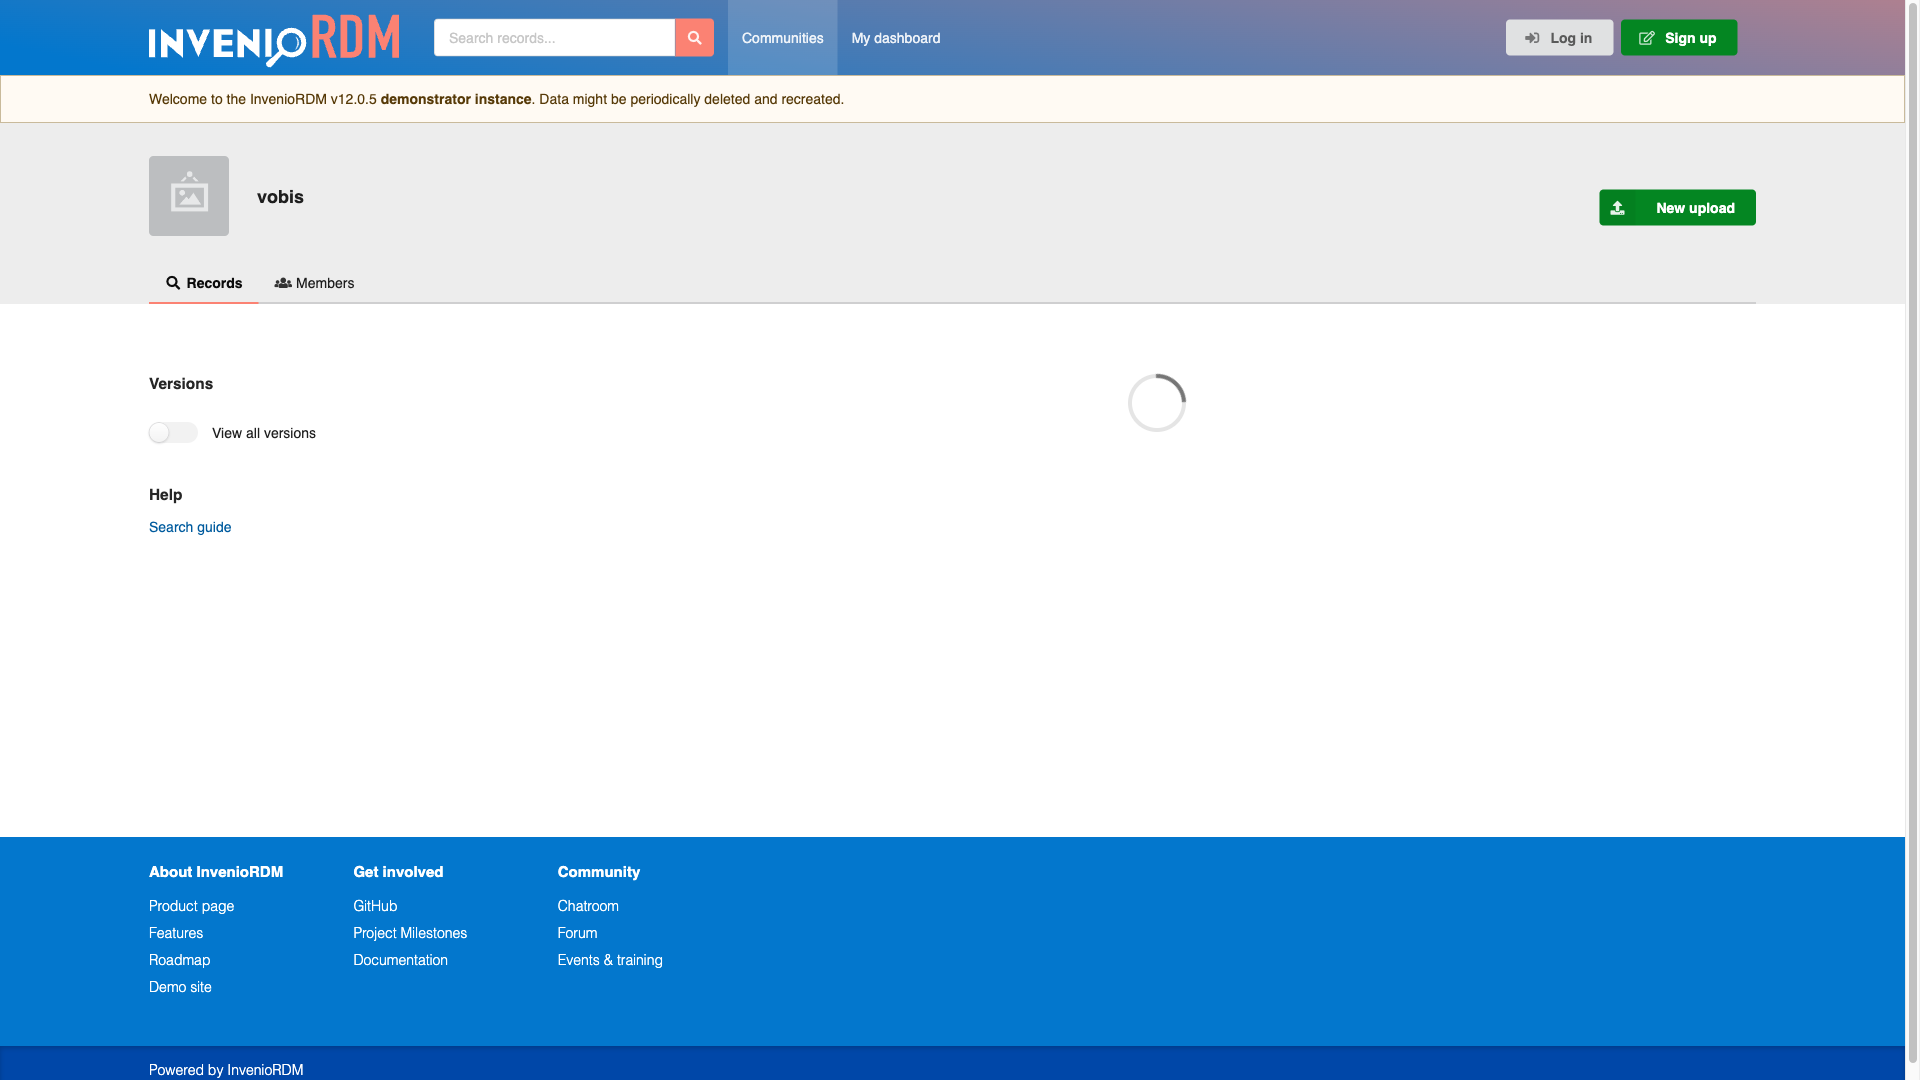 INVENIO RDM
Search records...
Communities
My dashboard
Log in
Sign up
Welcome to the InvenioRDM v12.0.5 demonstrator instance. Data might be periodically deleted and recreated.
vobis
New upload
Records
Members
Versions
View all versions
Help
Search guide
About InvenioRDM
Product page
Features
Roadmap
Demo site
Get involved
GitHub
Project Milestones
Documentation
Community
Chatroom
Forum
Events & training
Powered by InvenioRDM